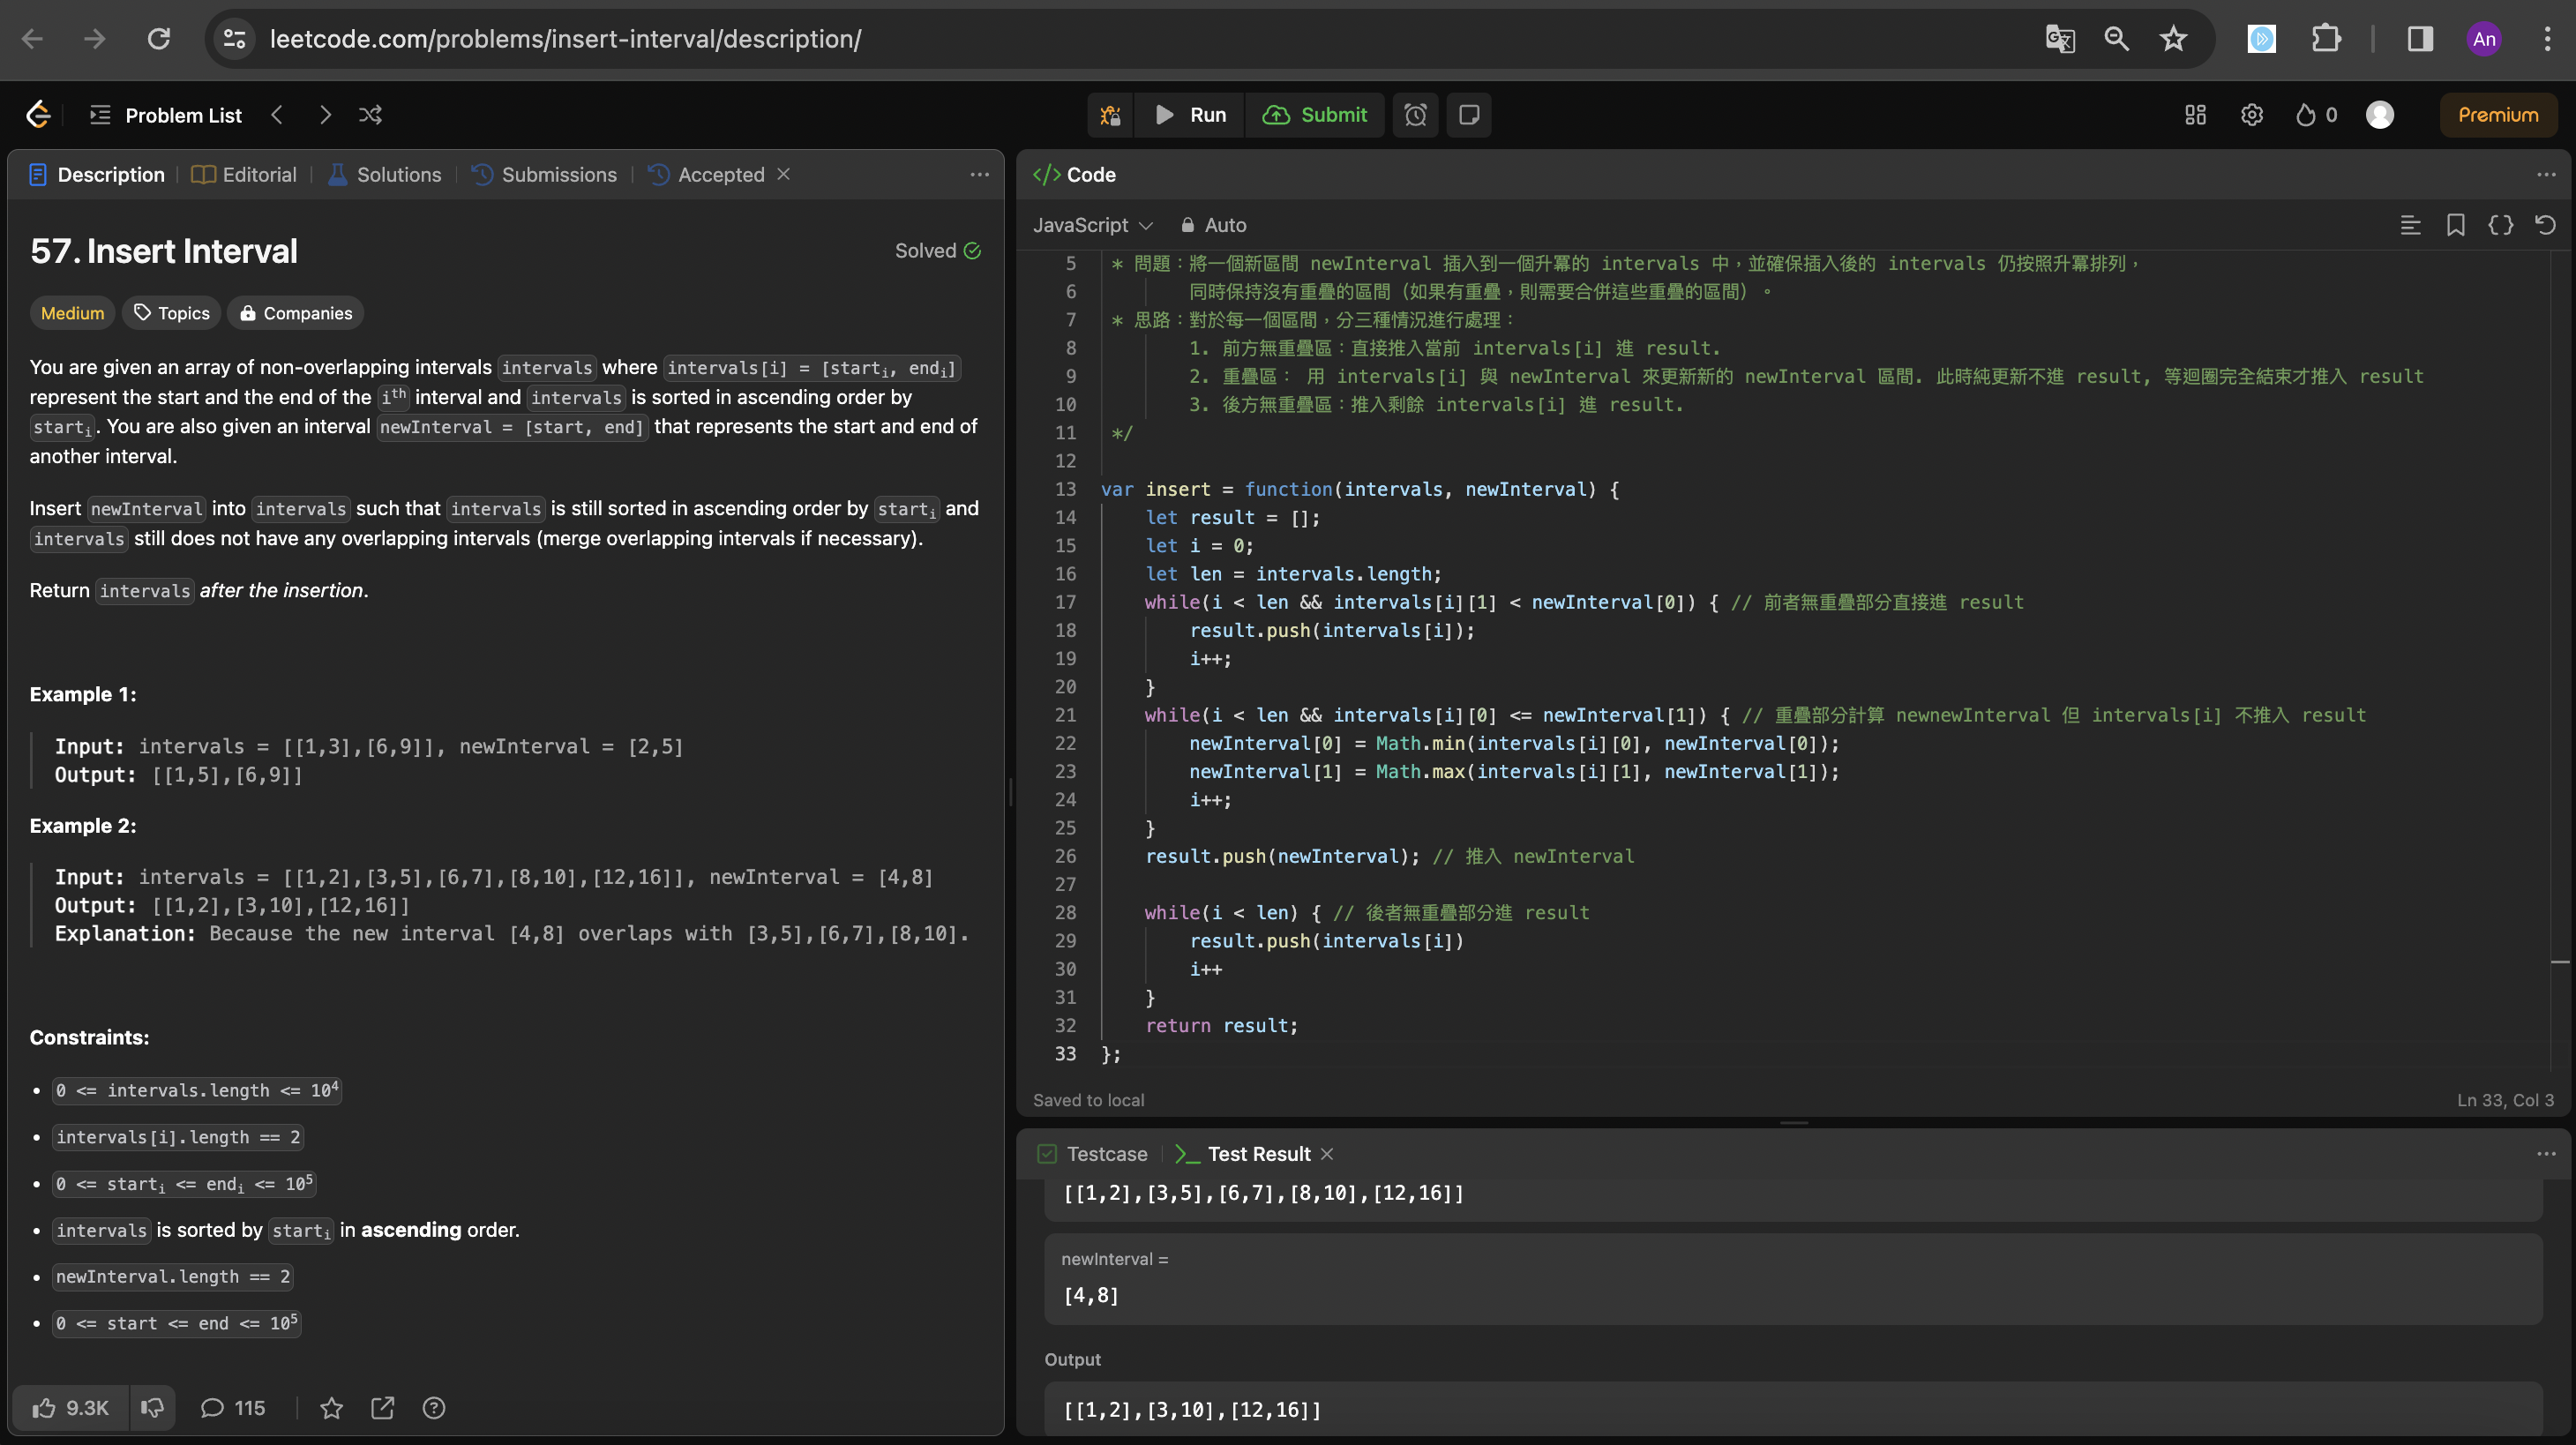 leetcode.com/problems/insert-interval/description/
An
Problem List
Run
Submit
0
Premium
Description
Editorial
Solutions
Submissions
Accepted
57. Insert Interval
Solved
Medium
Topics
Companies
You are given an array of non-overlapping intervals intervals where intervals[i] = [starti, endi]
represent the start and the end of the ith interval and intervals is sorted in ascending order by
starti. You are also given an interval newInterval = [start, end] that represents the start and end of
another interval.
Insert newInterval into intervals such that intervals is still sorted in ascending order by starti and
intervals still does not have any overlapping intervals (merge overlapping intervals if necessary).
Return intervals after the insertion.
Example 1:
Input: intervals = [[1,3],[6,9]], newInterval = [2,5]
Output: [[1,5],[6,9]]
Example 2:
Input: intervals = [[1,2],[3,5],[6,7],[8,10],[12,16]], newInterval = [4,8]
Output: [[1,2],[3,10],[12,16]]
Explanation: Because the new interval [4,8] overlaps with [3,5],[6,7],[8,10].
Constraints:
• 0 <= intervals.length <= 10^4
• intervals[i].length == 2
• 0 <= starti <= endi <= 10^5
• intervals is sorted by starti in ascending order.
• newInterval.length == 2
• 0 <= start <= end <= 10^5
9.3K
115
</> Code
JavaScript
Auto
5 * 問題：將一個新區間 newInterval 插入到一個升冪的 intervals 中，並確保插入後的 intervals 仍按照升冪排列，
6 同時保持沒有重疊的區間（如果有重疊，則需要合併這些重疊的區間）。
7 * 思路：對於每一個區間，分三種情況進行處理：
8 1. 前方無重疊區：直接推入當前 intervals[i] 進 result.
9 2. 重疊區： 用 intervals[i] 與 newInterval 來更新新的 newInterval 區間. 此時純更新不進 result, 等迴圈完全結束才推入 result
10 3. 後方無重疊區：推入剩餘 intervals[i] 進 result.
11 */
12
13 var insert = function(intervals, newInterval) {
14 let result = [];
15 let i = 0;
16 let len = intervals.length;
17 while(i < len && intervals[i][1] < newInterval[0]) { // 前者無重疊部分直接進 result
18 result.push(intervals[i]);
19 i++;
20 }
21 while(i < len && intervals[i][0] <= newInterval[1]) { // 重疊部分計算 newnewInterval 但 intervals[i] 不推入 result
22 newInterval[0] = Math.min(intervals[i][0], newInterval[0]);
23 newInterval[1] = Math.max(intervals[i][1], newInterval[1]);
24 i++;
25 }
26 result.push(newInterval); // 推入 newInterval
27
28 while(i < len) { // 後者無重疊部分進 result
29 result.push(intervals[i])
30 i++
31 }
32 return result;
33 };
Saved to local
Ln 33, Col 3
Testcase
Test Result
[[1,2],[3,5],[6,7],[8,10],[12,16]]
newInterval =
[4,8]
Output
[[1,2],[3,10],[12,16]]